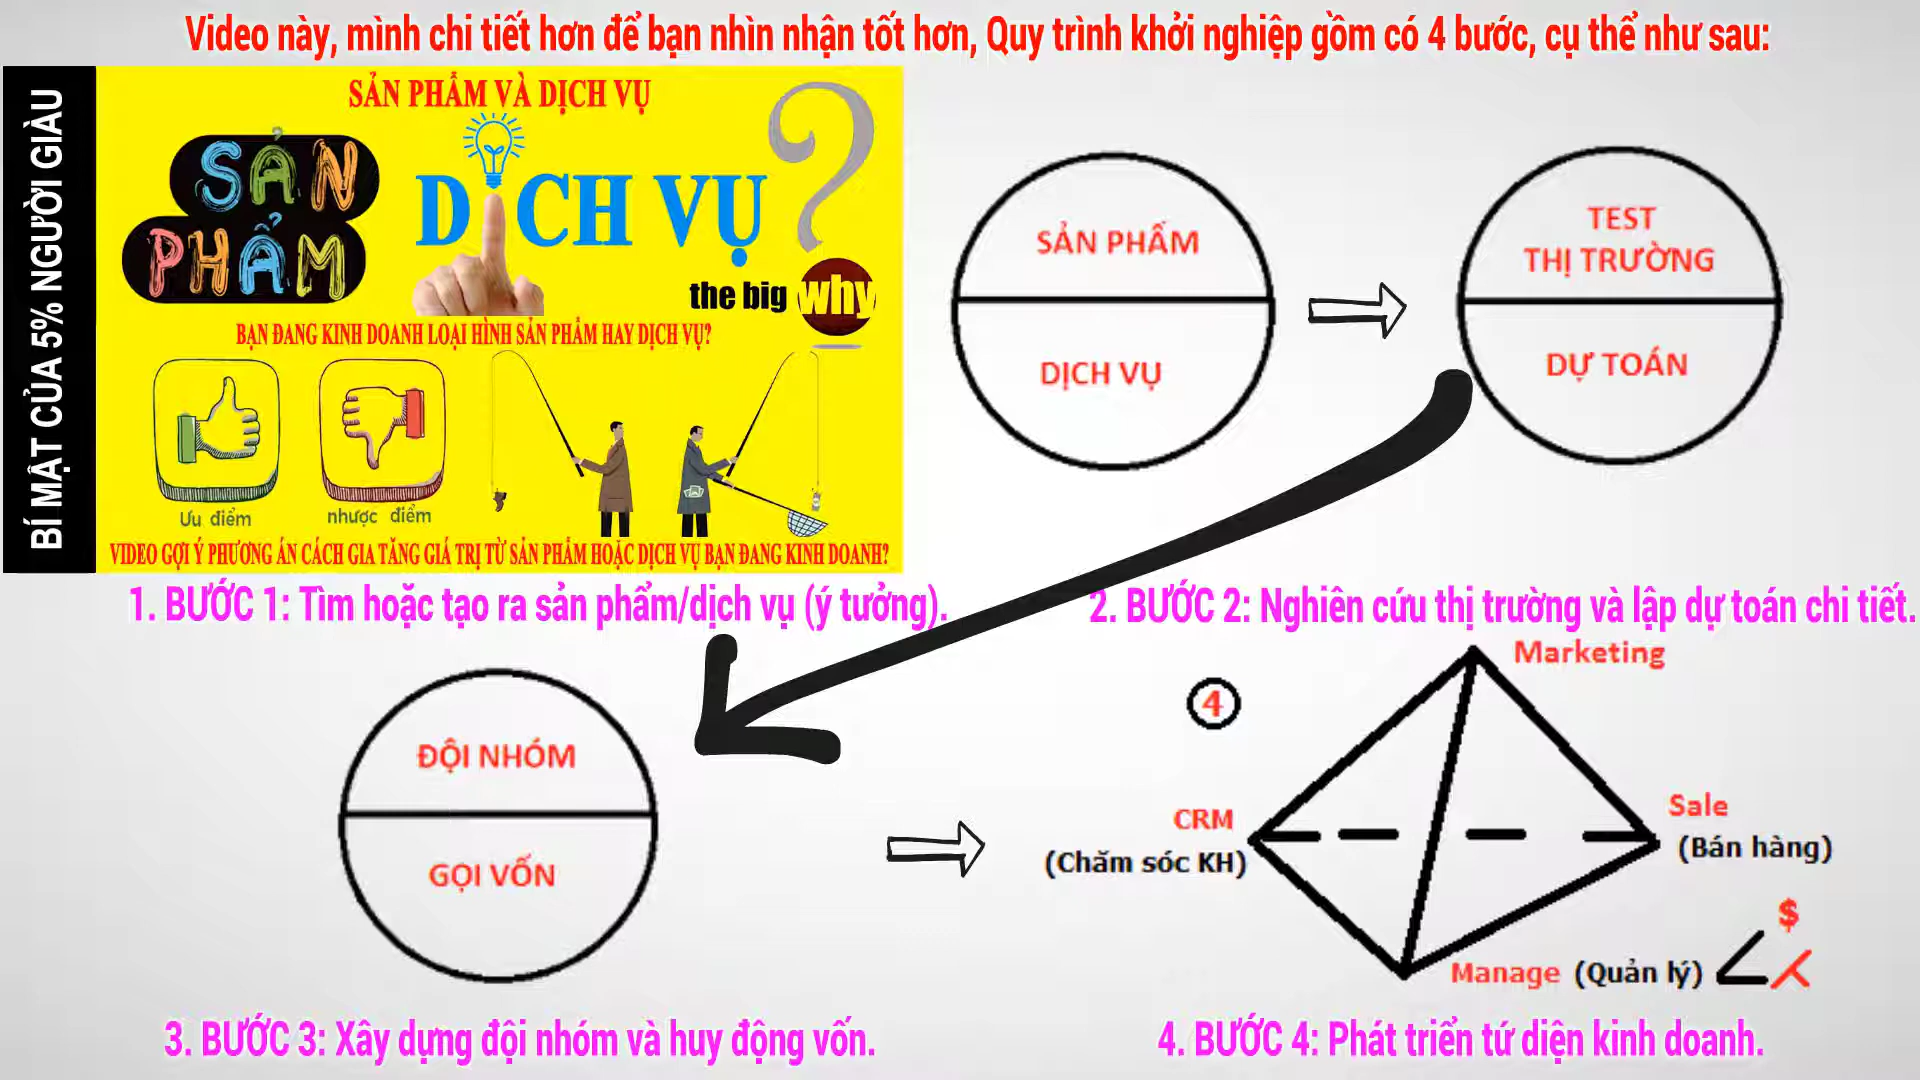 Video này, mình chi tiết hơn để bạn nhìn nhận tốt hơn, Quy trình khởi nghiệp gồm có 4 bước, cụ thể như sau:
BÍ MẬT CỦA 5% NGƯỜI GIÀU
SẢN PHẨM VÀ DỊCH VỤ
SẢN
PHẨM
DỊCH VỤ ?
the big why
BẠN ĐANG KINH DOANH LOẠI HÌNH SẢN PHẨM HAY DỊCH VỤ?
Ưu điểm
nhược điểm
VIDEO GỢI Ý PHƯƠNG ÁN CÁCH GIA TĂNG GIÁ TRỊ TỪ SẢN PHẨM HOẶC DỊCH VỤ BẠN ĐANG KINH DOANH?
SẢN PHẨM
DỊCH VỤ
TEST
THỊ TRƯỜNG
DỰ TOÁN
1. BƯỚC 1: Tìm hoặc tạo ra sản phẩm/dịch vụ (ý tưởng).
2. BƯỚC 2: Nghiên cứu thị trường và lập dự toán chi tiết.
ĐỘI NHÓM
GỌI VỐN
4
Marketing
CRM
(Chăm sóc KH)
Sale
(Bán hàng)
$
Manage (Quản lý)
3. BƯỚC 3: Xây dựng đội nhóm và huy động vốn.
4. BƯỚC 4: Phát triển tứ diện kinh doanh.